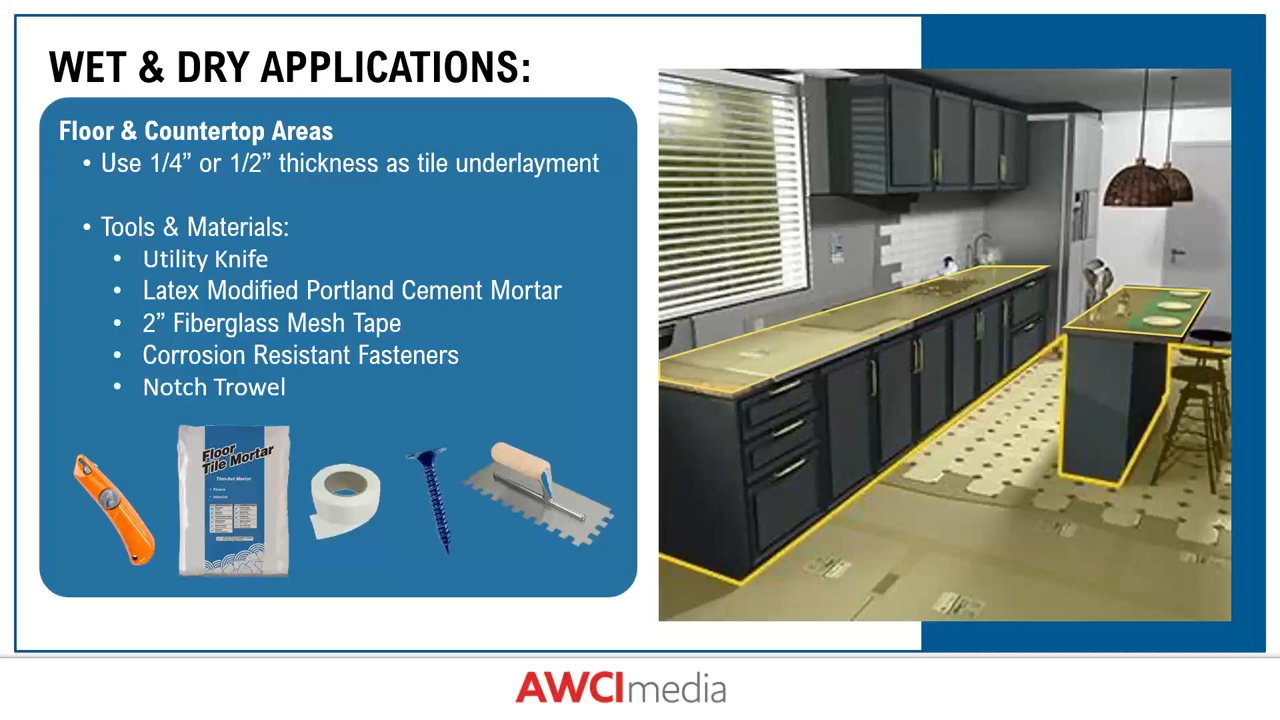 WET & DRY APPLICATIONS:
Floor & Countertop Areas
• Use 1/4” or 1/2” thickness as tile underlayment
• Tools & Materials:
• Utility Knife
• Latex Modified Portland Cement Mortar
• 2” Fiberglass Mesh Tape
• Corrosion Resistant Fasteners
• Notch Trowel
Floor
Tile Mortar
AWCImedia